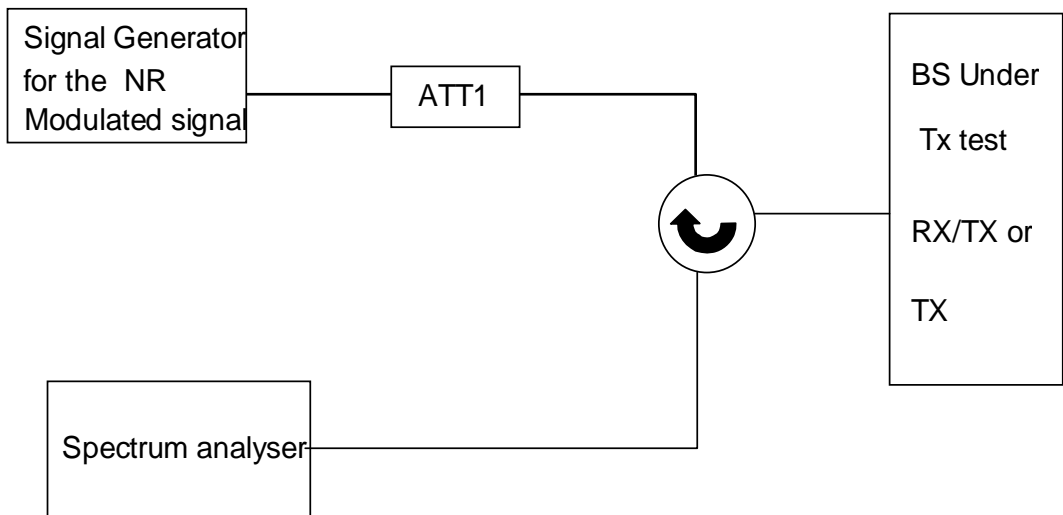 Signal Generator
for the NR
Modulated signal
ATT1
BS Under
Tx test
RX/TX or
TX
Spectrum analyser